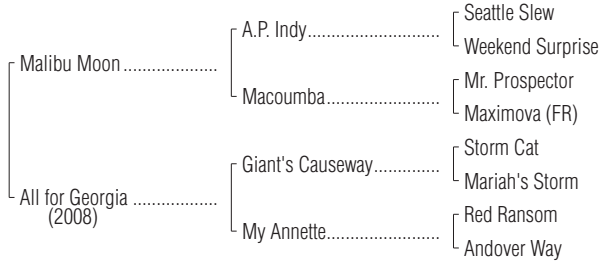 Seattle Slew
A.P. Indy..............................
Weekend Surprise
Malibu Moon ...................
Mr. Prospector
Macoumba..........................
Maximova (FR)
Storm Cat
Giant's Causeway..............
Mariah's Storm
All for Georgia .................
(2008)
Red Ransom
My Annette..........................
Andover Way